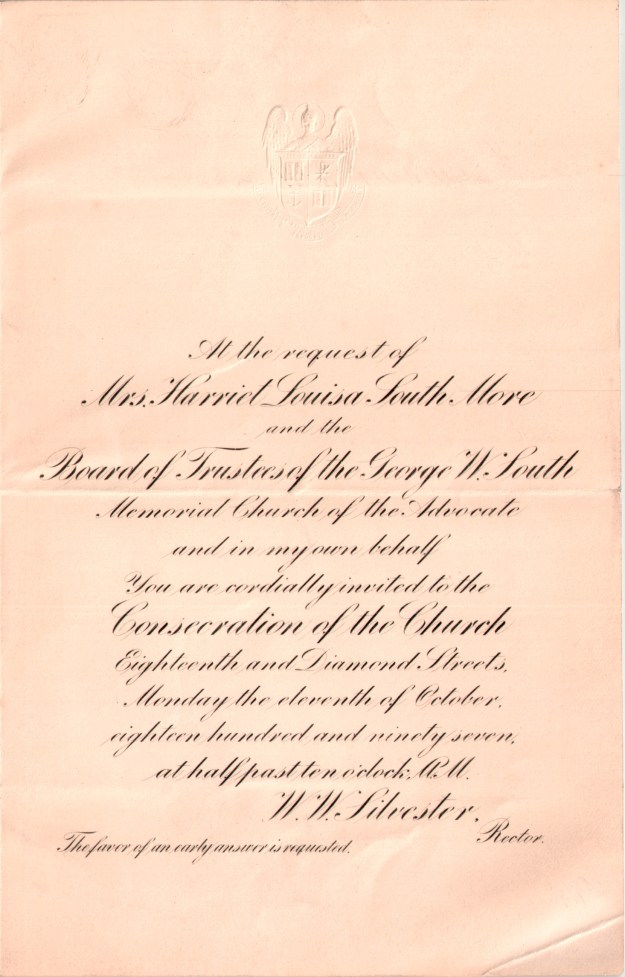 At the request of
Mrs. Harriet Louisa South More
and the
Board of Trustees of the George W. South
Memorial Church of the Advocate
and in my own behalf
You are cordially invited to the
Consecration of the Church
Eighteenth and Diamond Streets,
Monday the eleventh of October,
eighteen hundred and ninety seven,
at half past ten o'clock, A.M.
W. W. Silvester,
Rector.
The favor of an early answer is requested.